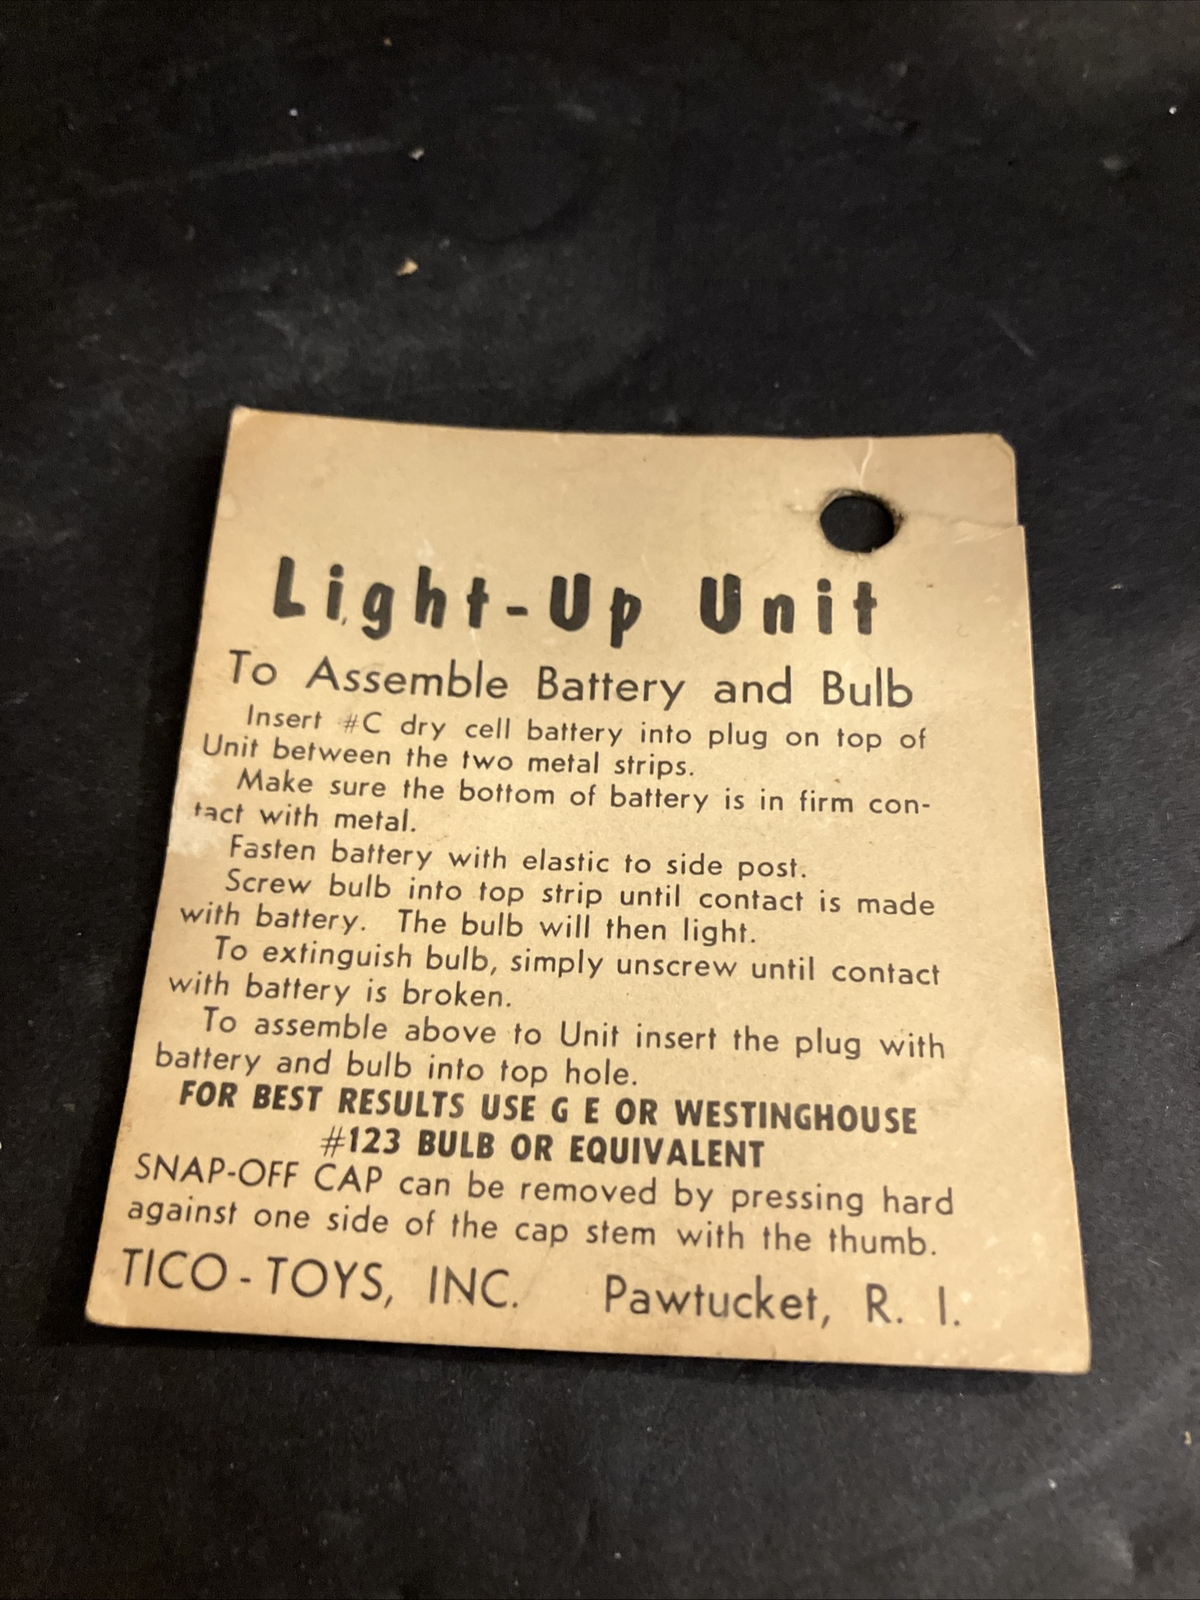 Light-Up Unit
To Assemble Battery and Bulb
Insert #C dry cell battery into plug on top of
Unit between the two metal strips.
Make sure the bottom of battery is in firm con-
tact with metal.
Fasten battery with elastic to side post.
Screw bulb into top strip until contact is made
with battery. The bulb will then light.
To extinguish bulb, simply unscrew until contact
with battery is broken.
To assemble above to Unit insert the plug with
battery and bulb into top hole.
FOR BEST RESULTS USE G E OR WESTINGHOUSE
#123 BULB OR EQUIVALENT
SNAP-OFF CAP can be removed by pressing hard
against one side of the cap stem with the thumb.
TICO - TOYS, INC. Pawtucket, R. I.